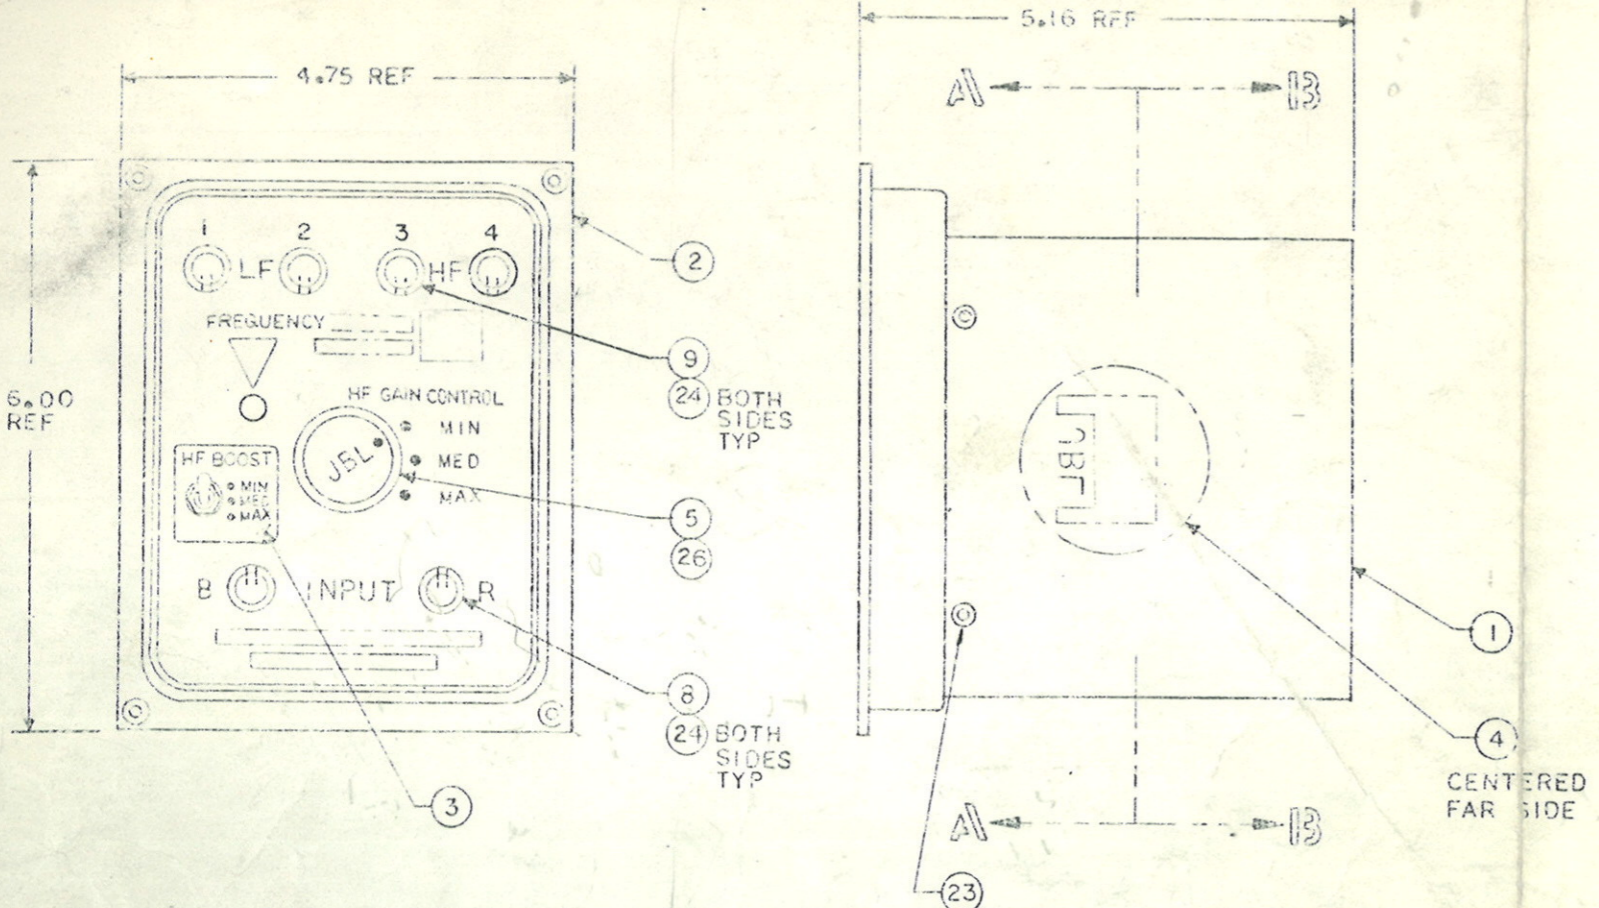 5.16 REF
4.75 REF
A B
1 2 3 4
LF HF
2
FREQUENCY
9
24 BOTH
SIDES
TYP
6.00
REF
HF GAIN CONTROL
MIN
MED
MAX
JBL
HF BOOST
MIN
MED
MAX
5
26
JBL
1
B INPUT R
8
24 BOTH
SIDES
TYP
4
CENTERED
FAR SIDE
3
A B
23